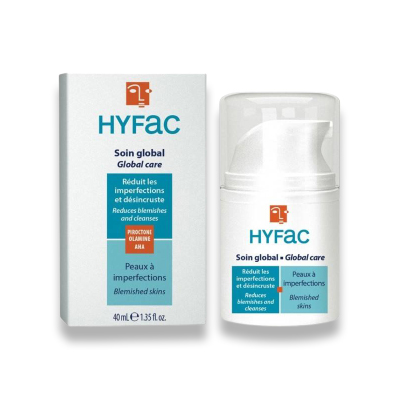 HYFAC
Soin global
Global care
Réduit les
imperfections
et désincruste
Reduces blemishes
and cleanses
PIROCTONE
OLAMINE
AHA
Peaux à
imperfections
Blemished skins
40 mL e 1.35 fl. oz.
HYFAC
Soin global • Global care
Réduit les
imperfections
et désincruste
Reduces
blemishes and
cleanses
Peaux à
imperfections
Blemished
skins